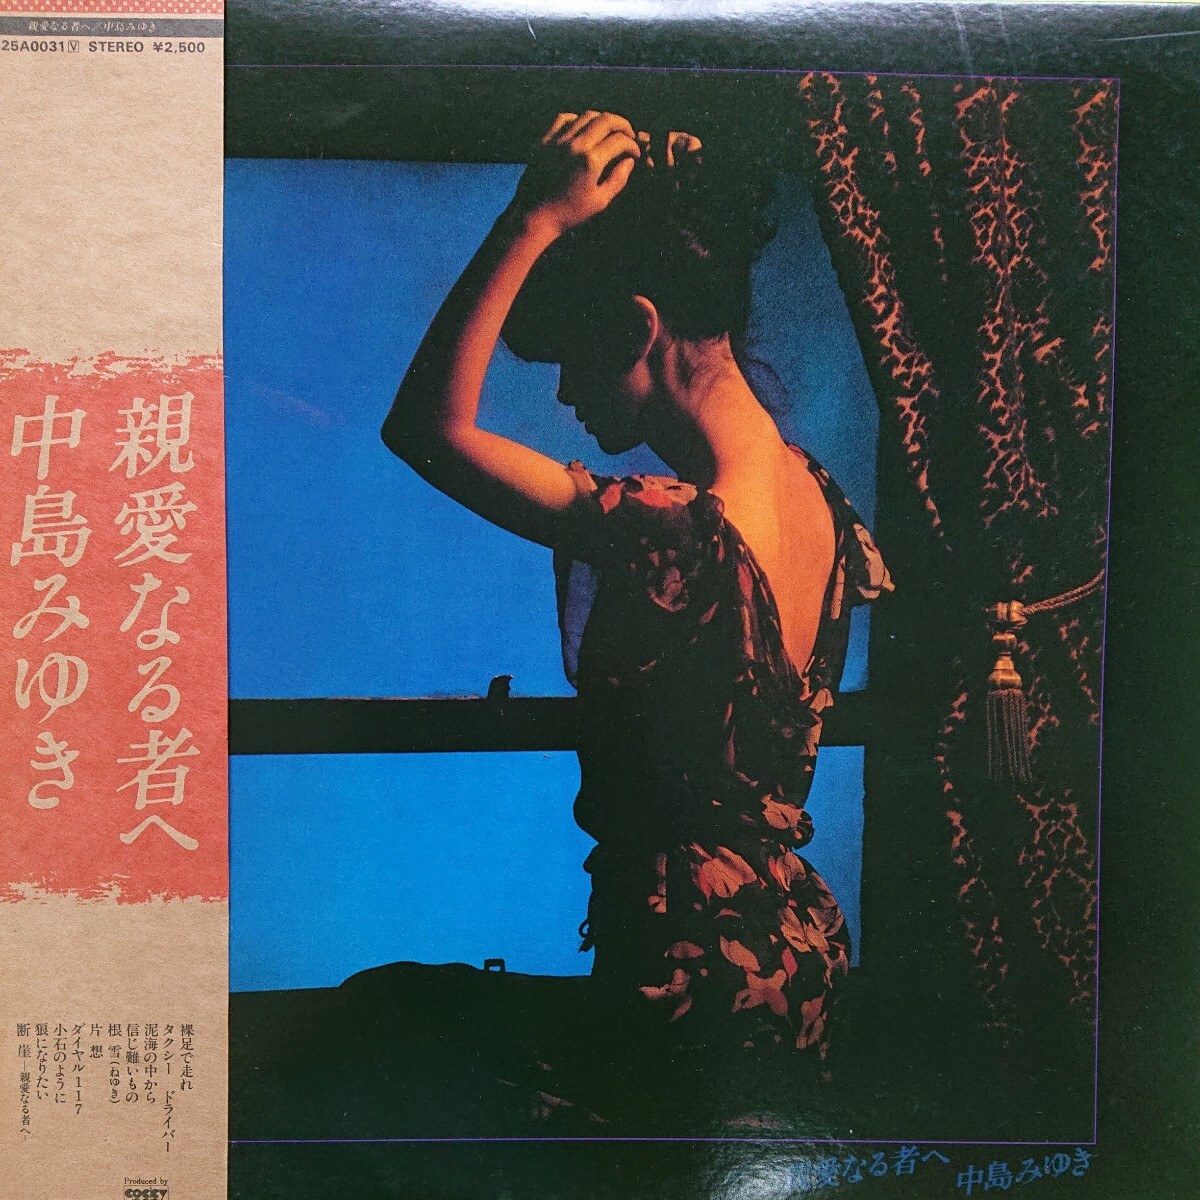 親愛なる者へ/中島みゆき
25A0031 V STEREO ¥2,500
親愛なる者へ
中島みゆき
裸足で走れ
タクシー ドライバー
泥海の中から
信じ難いもの
根雪(ねゆき)
片想
ダイヤル117
小石のように
狼になりたい
断崖―親愛なる者へ―
Produced by
親愛なる者へ 中島みゆき